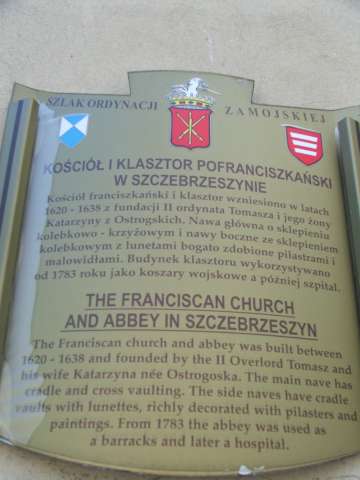 SZLAK ORDYNACJI ZAMOJSKIEJ
KOŚCIÓŁ I KLASZTOR POFRANCISZKAŃSKI
W SZCZEBRZESZYNIE
Kościół franciszkański i klasztor wzniesiono w latach
1620 - 1638 z fundacji II ordynata Tomasza i jego żony
Katarzyny z Ostrogskich. Nawa główna o sklepieniu
kolebkowo - krzyżowym i nawy boczne ze sklepieniem
kolebkowym z lunetami bogato zdobione pilastrami i
malowidłami. Budynek klasztoru wykorzystywano
od 1783 roku jako koszary wojskowe a później szpital.
THE FRANCISCAN CHURCH
AND ABBEY IN SZCZEBRZESZYN
The Franciscan church and abbey was built between
1620 - 1638 and founded by the II Overlord Tomasz and
his wife Katarzyna née Ostrogoska. The main nave has
cradle and cross vaulting. The side naves have cradle
vaults with lunettes, richly decorated with pilasters and
paintings. From 1783 the abbey was used as
a barracks and later a hospital.